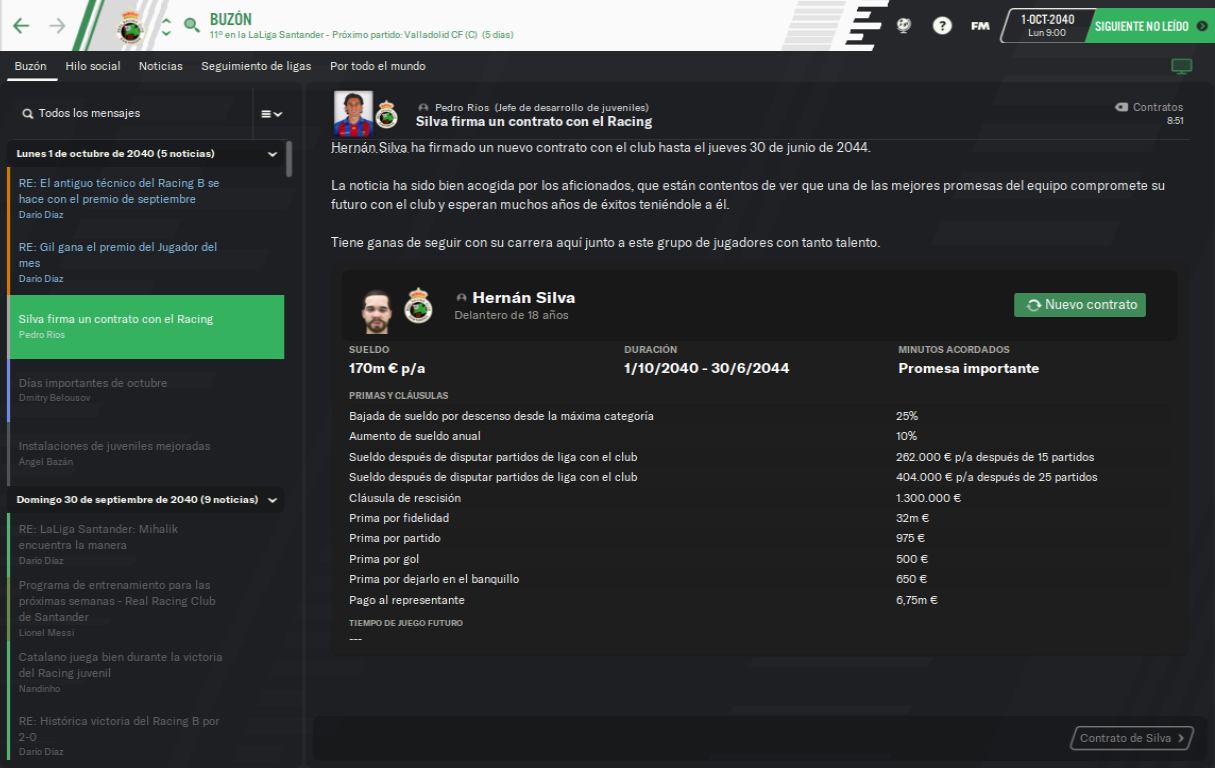 BUZÓN
11º en la LaLiga Santander - Próximo partido: Valladolid CF (C) (5 días)
?
FM
1-OCT-2040
Lun 9:00
SIGUIENTE NO LEÍDO
Buzón
Hilo social
Noticias
Seguimiento de ligas
Por todo el mundo
Todos los mensajes
Lunes 1 de octubre de 2040 (5 noticias)
RE: El antiguo técnico del Racing B se
hace con el premio de septiembre
Darío Díaz
RE: Gil gana el premio del Jugador del
mes
Darío Díaz
Silva firma un contrato con el Racing
Pedro Ríos
Días importantes de octubre
Dmitry Belousov
Instalaciones de juveniles mejoradas
Ángel Bazán
Domingo 30 de septiembre de 2040 (9 noticias)
RE: LaLiga Santander: Mihalik
encuentra la manera
Darío Díaz
Programa de entrenamiento para las
próximas semanas - Real Racing Club
de Santander
Lionel Messi
Catalano juega bien durante la victoria
del Racing juvenil
Nandinho
RE: Histórica victoria del Racing B por
2-0
Darío Díaz
Pedro Ríos (Jefe de desarrollo de juveniles)
Silva firma un contrato con el Racing
Contratos
8:51
Hernán Silva ha firmado un nuevo contrato con el club hasta el jueves 30 de junio de 2044.
La noticia ha sido bien acogida por los aficionados, que están contentos de ver que una de las mejores promesas del equipo compromete su
futuro con el club y esperan muchos años de éxitos teniéndole a él.
Tiene ganas de seguir con su carrera aquí junto a este grupo de jugadores con tanto talento.
Hernán Silva
Delantero de 18 años
Nuevo contrato
SUELDO
DURACIÓN
MINUTOS ACORDADOS
170m € p/a
1/10/2040 - 30/6/2044
Promesa importante
PRIMAS Y CLÁUSULAS
Bajada de sueldo por descenso desde la máxima categoría 25%
Aumento de sueldo anual 10%
Sueldo después de disputar partidos de liga con el club 262.000 € p/a después de 15 partidos
Sueldo después de disputar partidos de liga con el club 404.000 € p/a después de 25 partidos
Cláusula de rescisión 1.300.000 €
Prima por fidelidad 32m €
Prima por partido 975 €
Prima por gol 500 €
Prima por dejarlo en el banquillo 650 €
Pago al representante 6,75m €
TIEMPO DE JUEGO FUTURO
---
Contrato de Silva